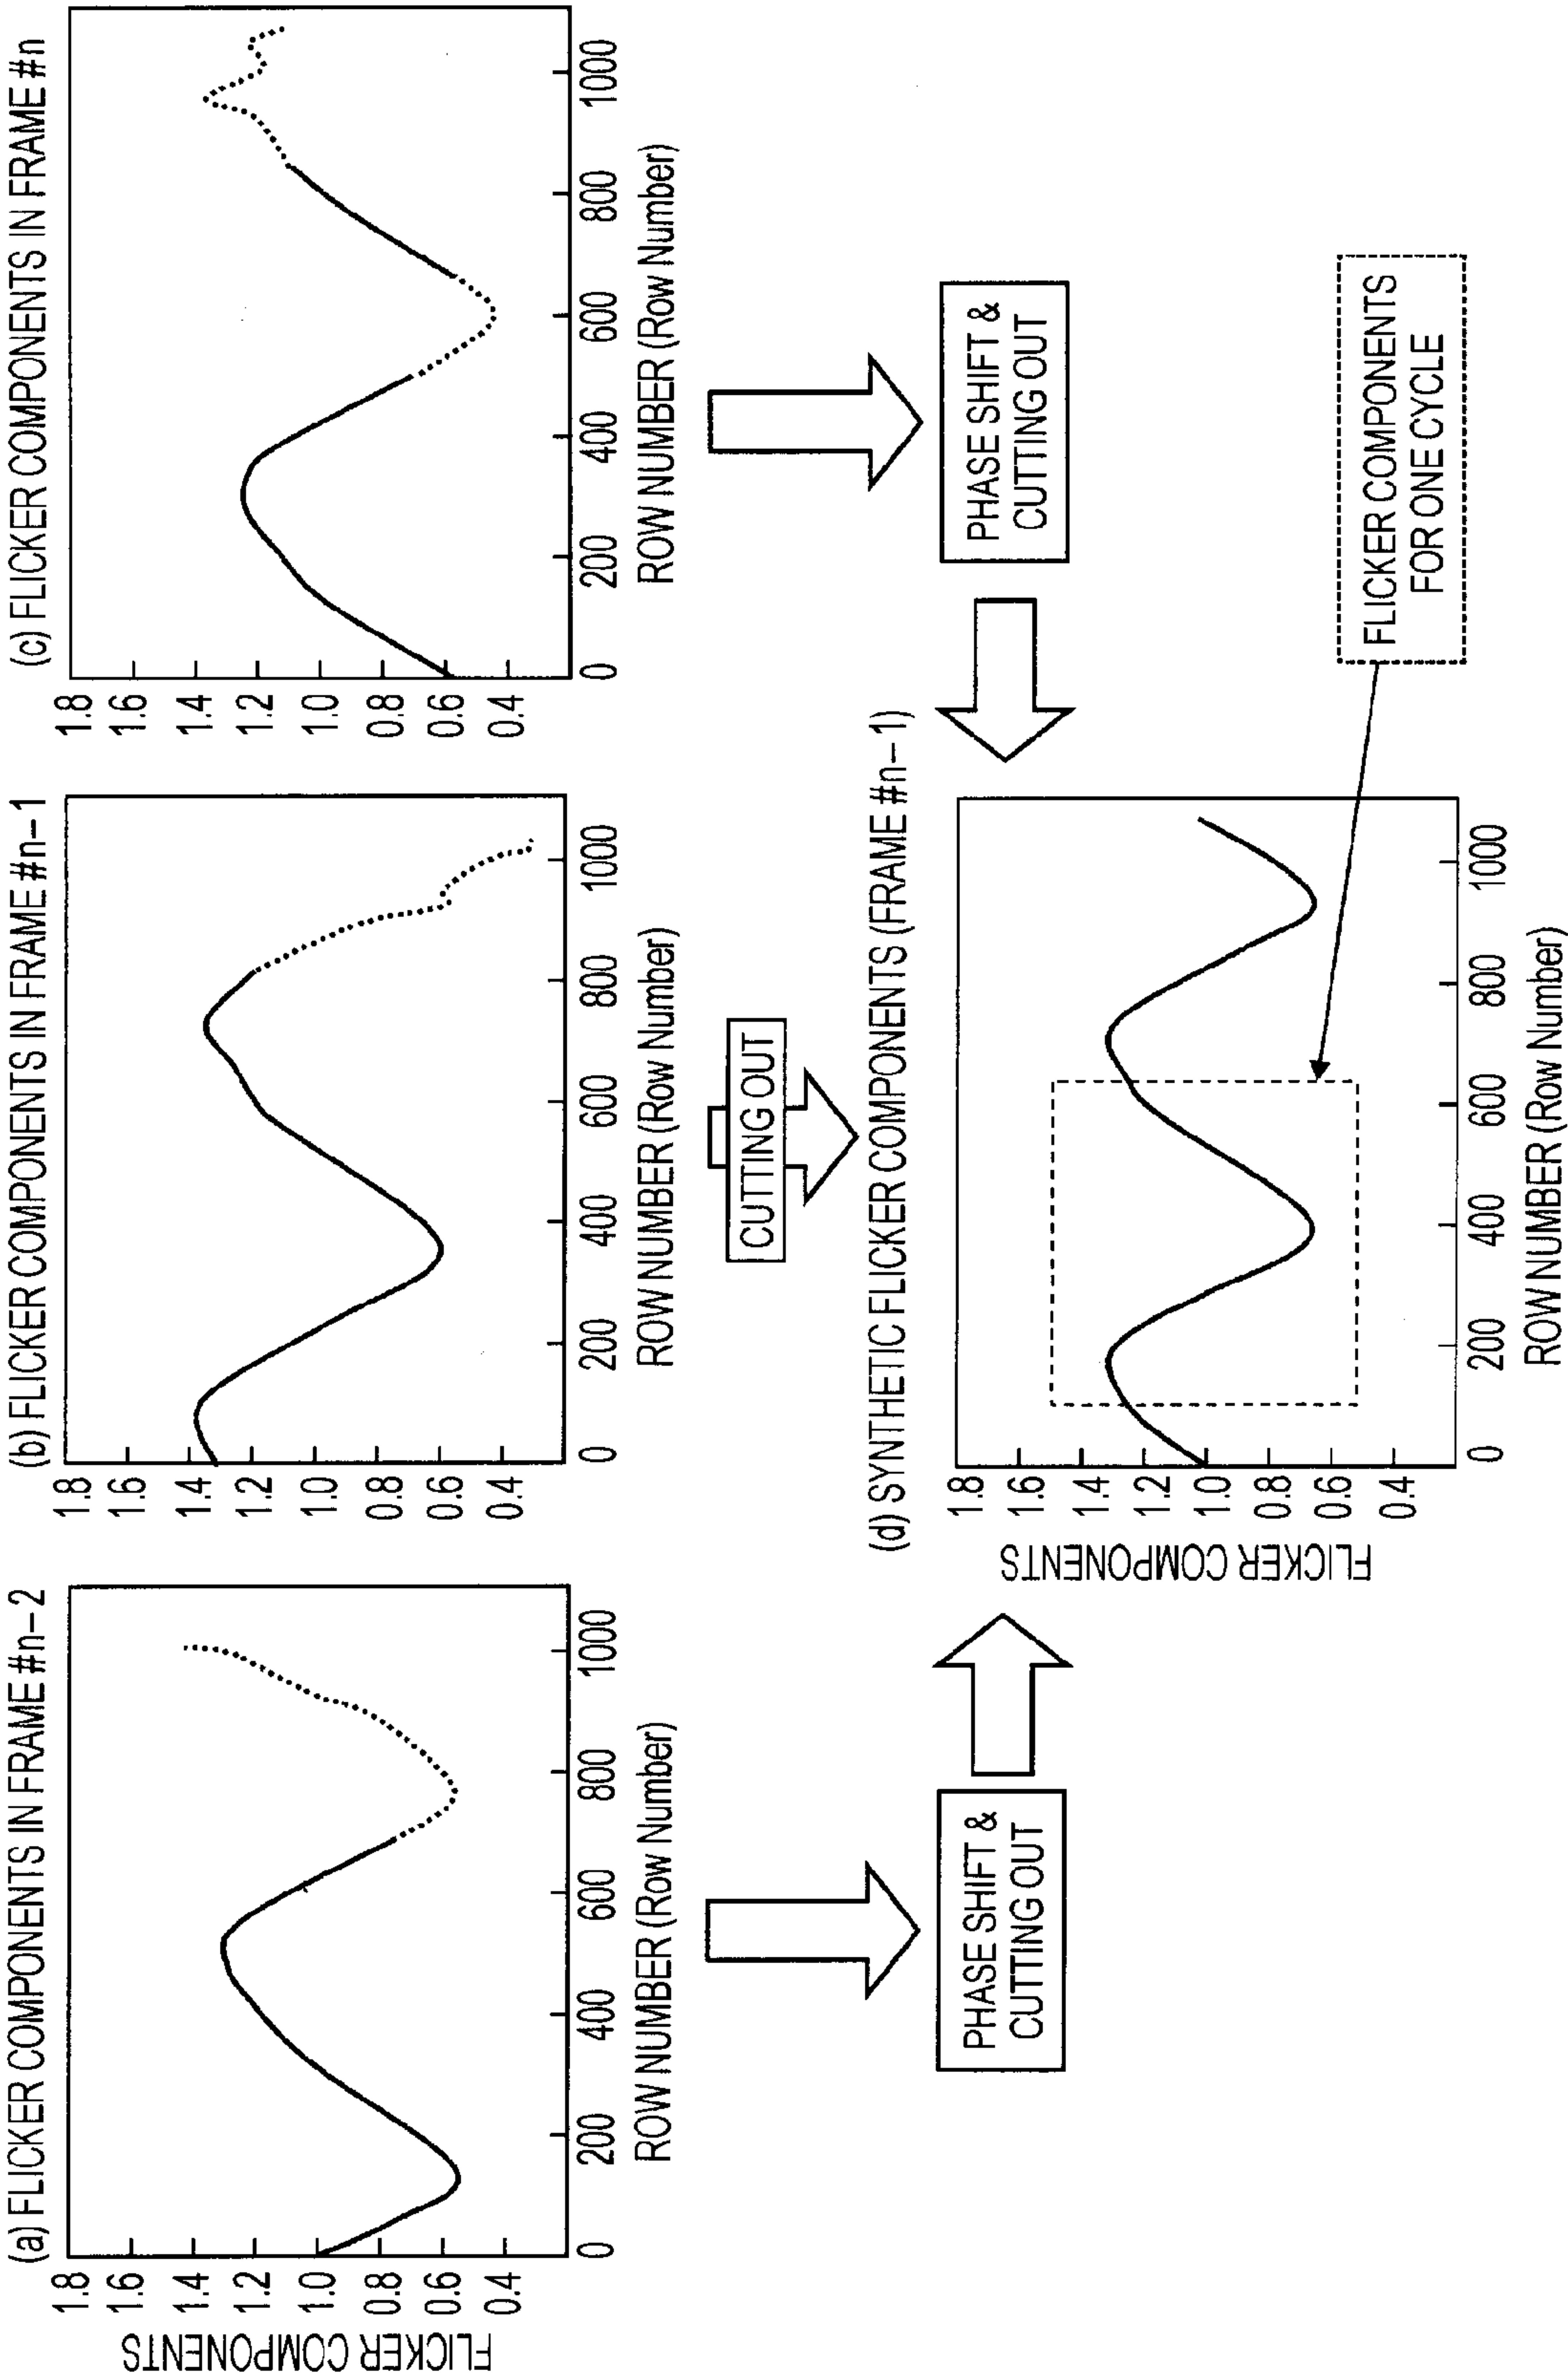 (a) FLICKER COMPONENTS IN FRAME #n−2
FLICKER COMPONENTS
1.8
1.6
1.4
1.2
1.0
0.8
0.6
0.4
0 200 400 600 800 1000
ROW NUMBER (Row Number)
(b) FLICKER COMPONENTS IN FRAME #n−1
1.8
1.6
1.4
1.2
1.0
0.8
0.6
0.4
0 200 400 600 800 1000
ROW NUMBER (Row Number)
(c) FLICKER COMPONENTS IN FRAME #n
1.8
1.6
1.4
1.2
1.0
0.8
0.6
0.4
0 200 400 600 800 1000
ROW NUMBER (Row Number)
PHASE SHIFT &
CUTTING OUT
CUTTING OUT
PHASE SHIFT &
CUTTING OUT
(d) SYNTHETIC FLICKER COMPONENTS (FRAME #n−1)
FLICKER COMPONENTS
1.8
1.6
1.4
1.2
1.0
0.8
0.6
0.4
0 200 400 600 800 1000
ROW NUMBER (Row Number)
FLICKER COMPONENTS
FOR ONE CYCLE